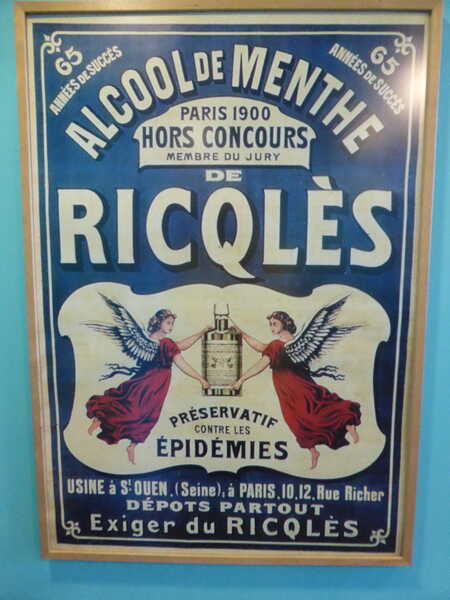 65
ANNÉES DE SUCCÈS
65
ANNÉES DE SUCCÈS
ALCOOL DE MENTHE
PARIS 1900
HORS CONCOURS
MEMBRE DU JURY
DE
RICQLÈS
PRÉSERVATIF
CONTRE LES
ÉPIDÉMIES
USINE à St OUEN, (Seine), à PARIS, 10, 12, Rue Richer
DÉPOTS PARTOUT
Exiger du RICQLÈS